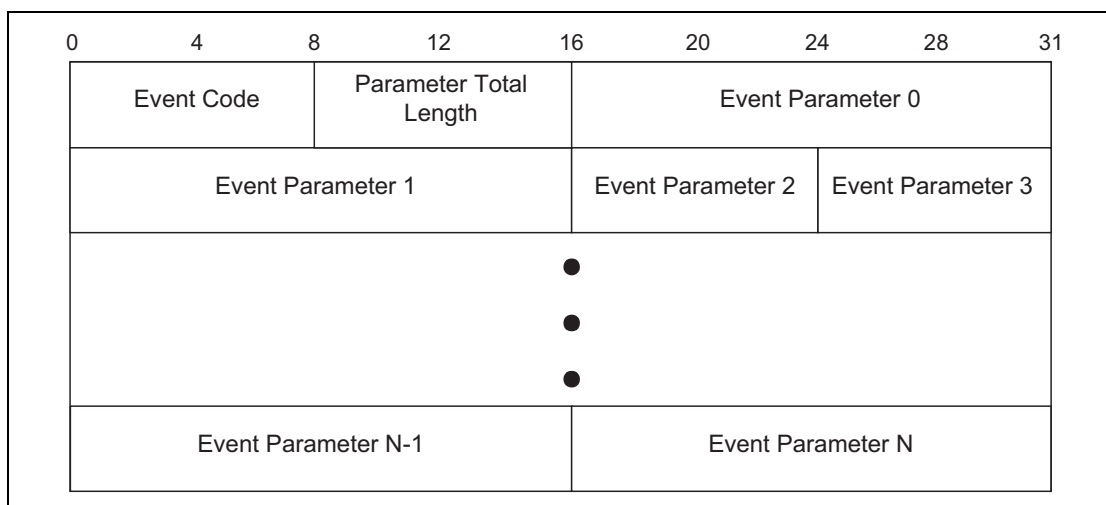 0 4 8 12 16 20 24 28 31
Event Code
Parameter Total
Length
Event Parameter 0
Event Parameter 1
Event Parameter 2
Event Parameter 3
Event Parameter N-1
Event Parameter N